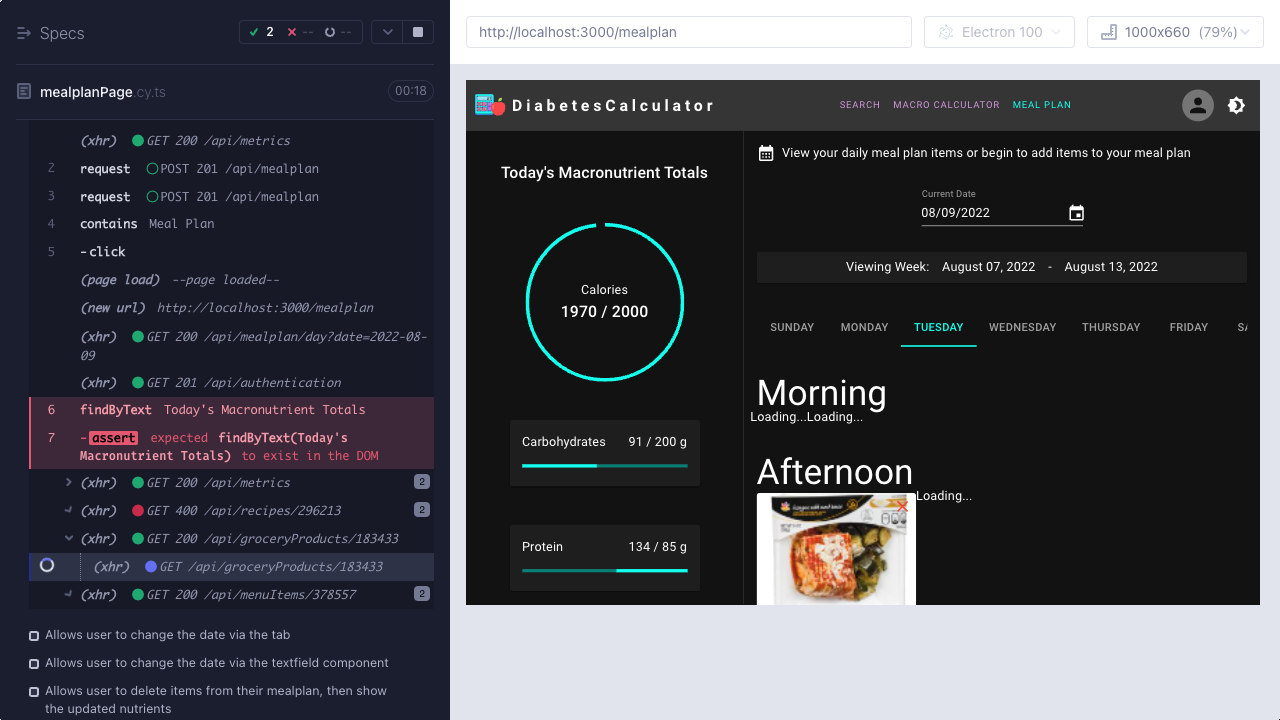 Specs
2
--
--
http://localhost:3000/mealplan
Electron 100
1000x660 (79%)
mealplanPage.cy.ts
00:18
(xhr) GET 200 /api/metrics
2 request POST 201 /api/mealplan
3 request POST 201 /api/mealplan
4 contains Meal Plan
5 -click
(page load) --page loaded--
(new url) http://localhost:3000/mealplan
(xhr) GET 200 /api/mealplan/day?date=2022-08-
09
(xhr) GET 201 /api/authentication
6 findByText Today's Macronutrient Totals
7 -assert expected findByText(Today's
Macronutrient Totals) to exist in the DOM
(xhr) GET 200 /api/metrics 2
(xhr) GET 400 /api/recipes/296213 2
(xhr) GET 200 /api/groceryProducts/183433
(xhr) GET /api/groceryProducts/183433
(xhr) GET 200 /api/menuItems/378557 2
Allows user to change the date via the tab
Allows user to change the date via the textfield component
Allows user to delete items from their mealplan, then show
the updated nutrients
DiabetesCalculator
SEARCH MACRO CALCULATOR MEAL PLAN
Today's Macronutrient Totals
Calories
1970 / 2000
Carbohydrates 91 / 200 g
Protein 134 / 85 g
View your daily meal plan items or begin to add items to your meal plan
Current Date
08/09/2022
Viewing Week: August 07, 2022 - August 13, 2022
SUNDAY MONDAY TUESDAY WEDNESDAY THURSDAY FRIDAY SA
Morning
Loading...Loading...
Afternoon
Loading...